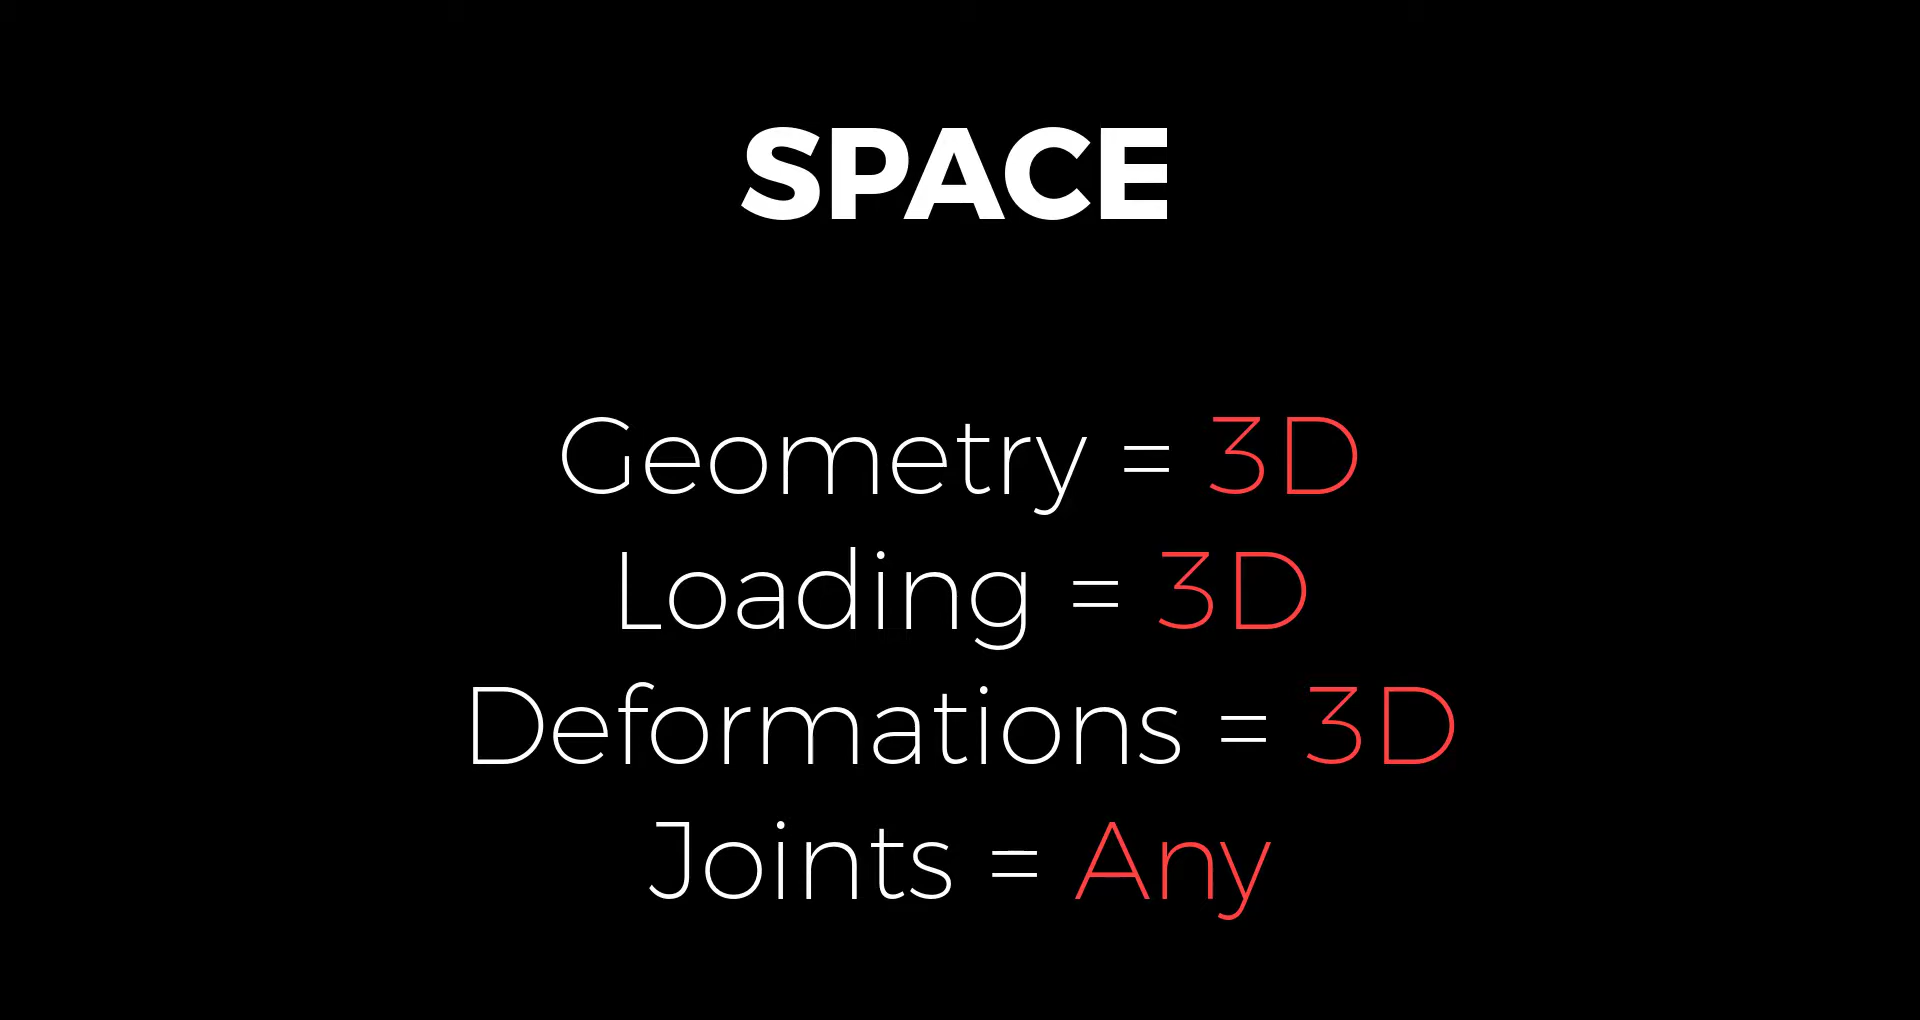 SPACE
Geometry = 3D
Loading = 3D
Deformations = 3D
Joints = Any